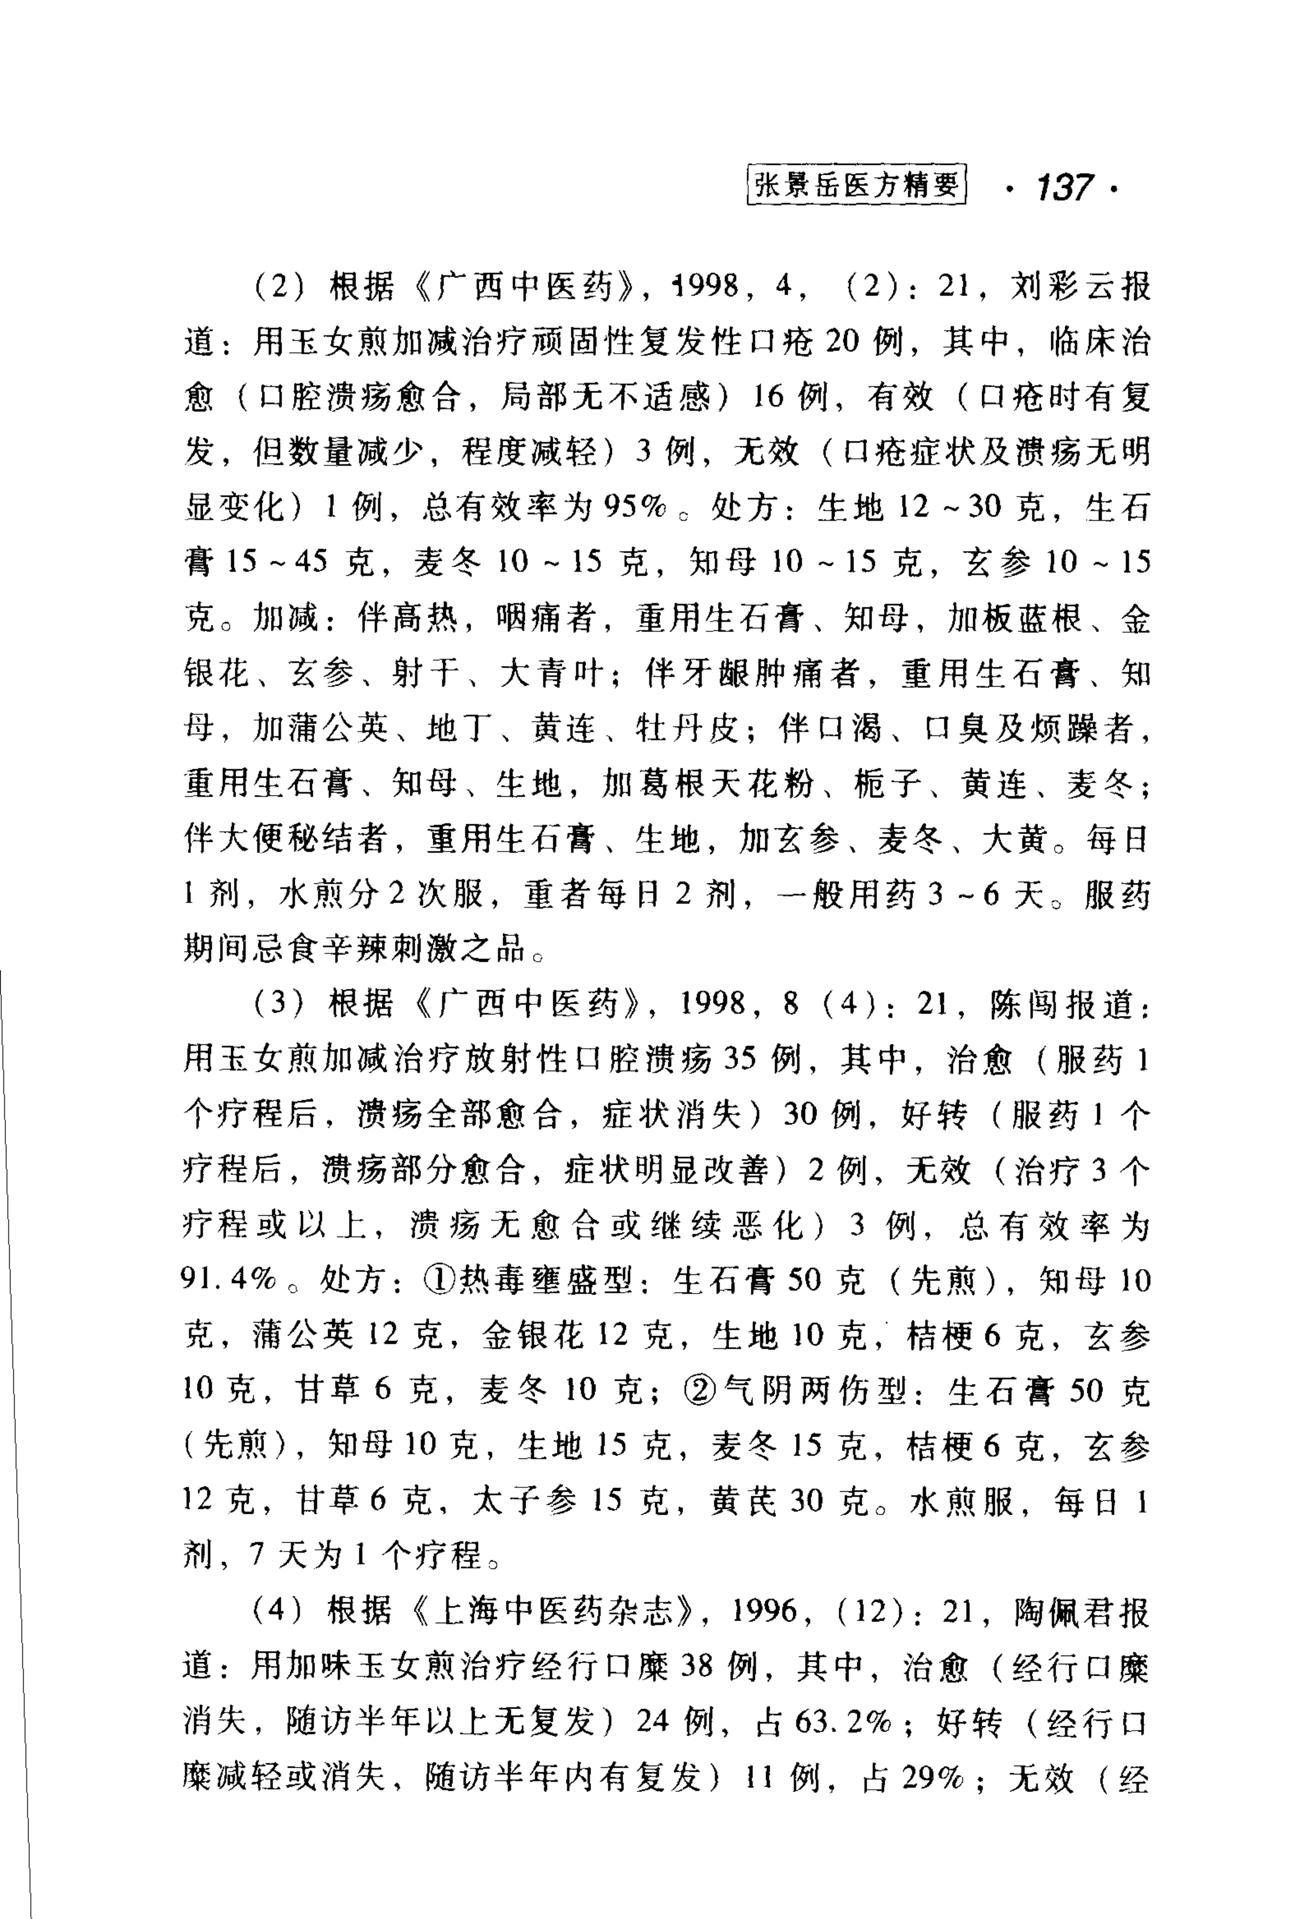 张景岳医方精要 · 137 ·
(2) 根据《广西中医药》，1998，4，(2)：21，刘彩云报
道：用玉女煎加减治疗顽固性复发性口疮 20 例，其中，临床治
愈（口腔溃疡愈合，局部无不适感）16 例，有效（口疮时有复
发，但数量减少，程度减轻）3 例，无效（口疮症状及溃疡无明
显变化）1 例，总有效率为 95%。处方：生地 12～30 克，生石
膏 15～45 克，麦冬 10～15 克，知母 10～15 克，玄参 10～15
克。加减：伴高热，咽痛者，重用生石膏、知母，加板蓝根、金
银花、玄参、射干、大青叶；伴牙龈肿痛者，重用生石膏、知
母，加蒲公英、地丁、黄连、牡丹皮；伴口渴、口臭及烦躁者，
重用生石膏、知母、生地，加葛根天花粉、栀子、黄连、麦冬；
伴大便秘结者，重用生石膏、生地，加玄参、麦冬、大黄。每日
1 剂，水煎分 2 次服，重者每日 2 剂，一般用药 3～6 天。服药
期间忌食辛辣刺激之品。
(3) 根据《广西中医药》，1998，8（4）：21，陈闯报道：
用玉女煎加减治疗放射性口腔溃疡 35 例，其中，治愈（服药 1
个疗程后，溃疡全部愈合，症状消失）30 例，好转（服药 1 个
疗程后，溃疡部分愈合，症状明显改善）2 例，无效（治疗 3 个
疗程或以上，溃疡无愈合或继续恶化）3 例，总有效率为
91.4%。处方：①热毒壅盛型：生石膏 50 克（先煎），知母 10
克，蒲公英 12 克，金银花 12 克，生地 10 克，桔梗 6 克，玄参
10 克，甘草 6 克，麦冬 10 克；②气阴两伤型：生石膏 50 克
（先煎），知母 10 克，生地 15 克，麦冬 15 克，桔梗 6 克，玄参
12 克，甘草 6 克，太子参 15 克，黄芪 30 克。水煎服，每日 1
剂，7 天为 1 个疗程。
(4) 根据《上海中医药杂志》，1996，(12)：21，陶佩君报
道：用加味玉女煎治疗经行口糜 38 例，其中，治愈（经行口糜
消失，随访半年以上无复发）24 例，占 63.2%；好转（经行口
糜减轻或消失，随访半年内有复发）11 例，占 29%；无效（经